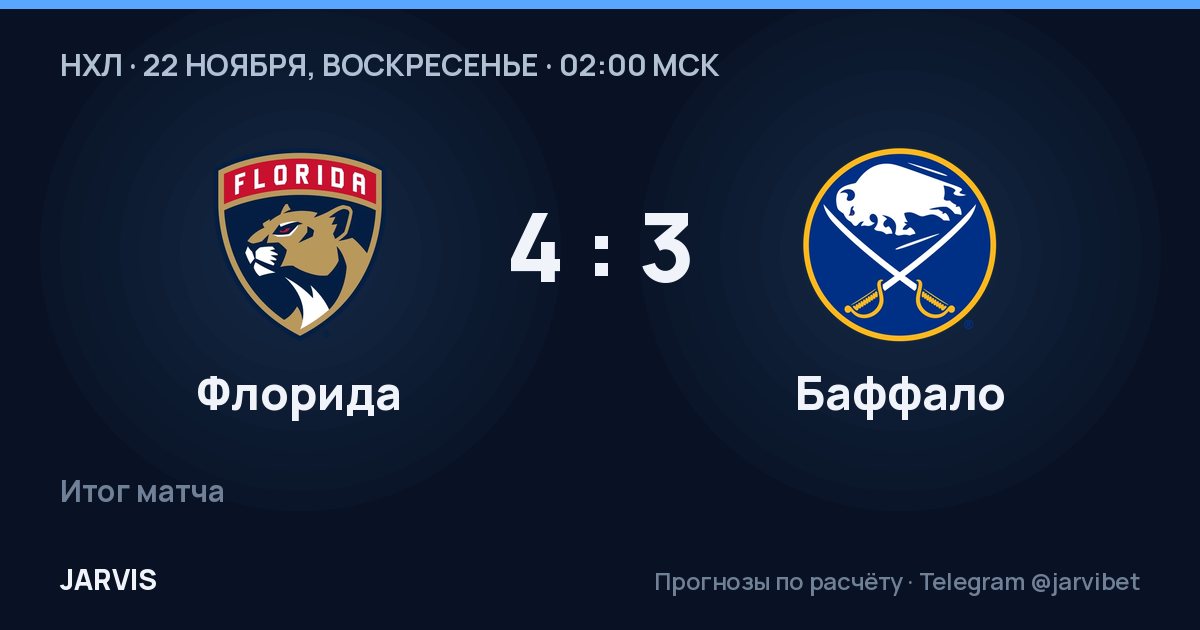 НХЛ · 22 НОЯБРЯ, ВОСКРЕСЕНЬЕ · 02:00 МСК
FLORIDA
4 : 3
®
Флорида
Баффало
Итог матча
JARVIS
Прогнозы по расчёту · Telegram @jarvibet